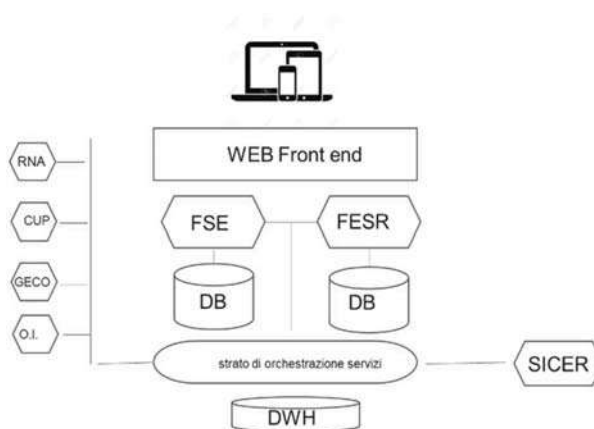 WEB Front end
RNA
CUP
GECO
O.I.
FSE
FESR
DB
DB
strato di orchestrazione servizi
SICER
DWH